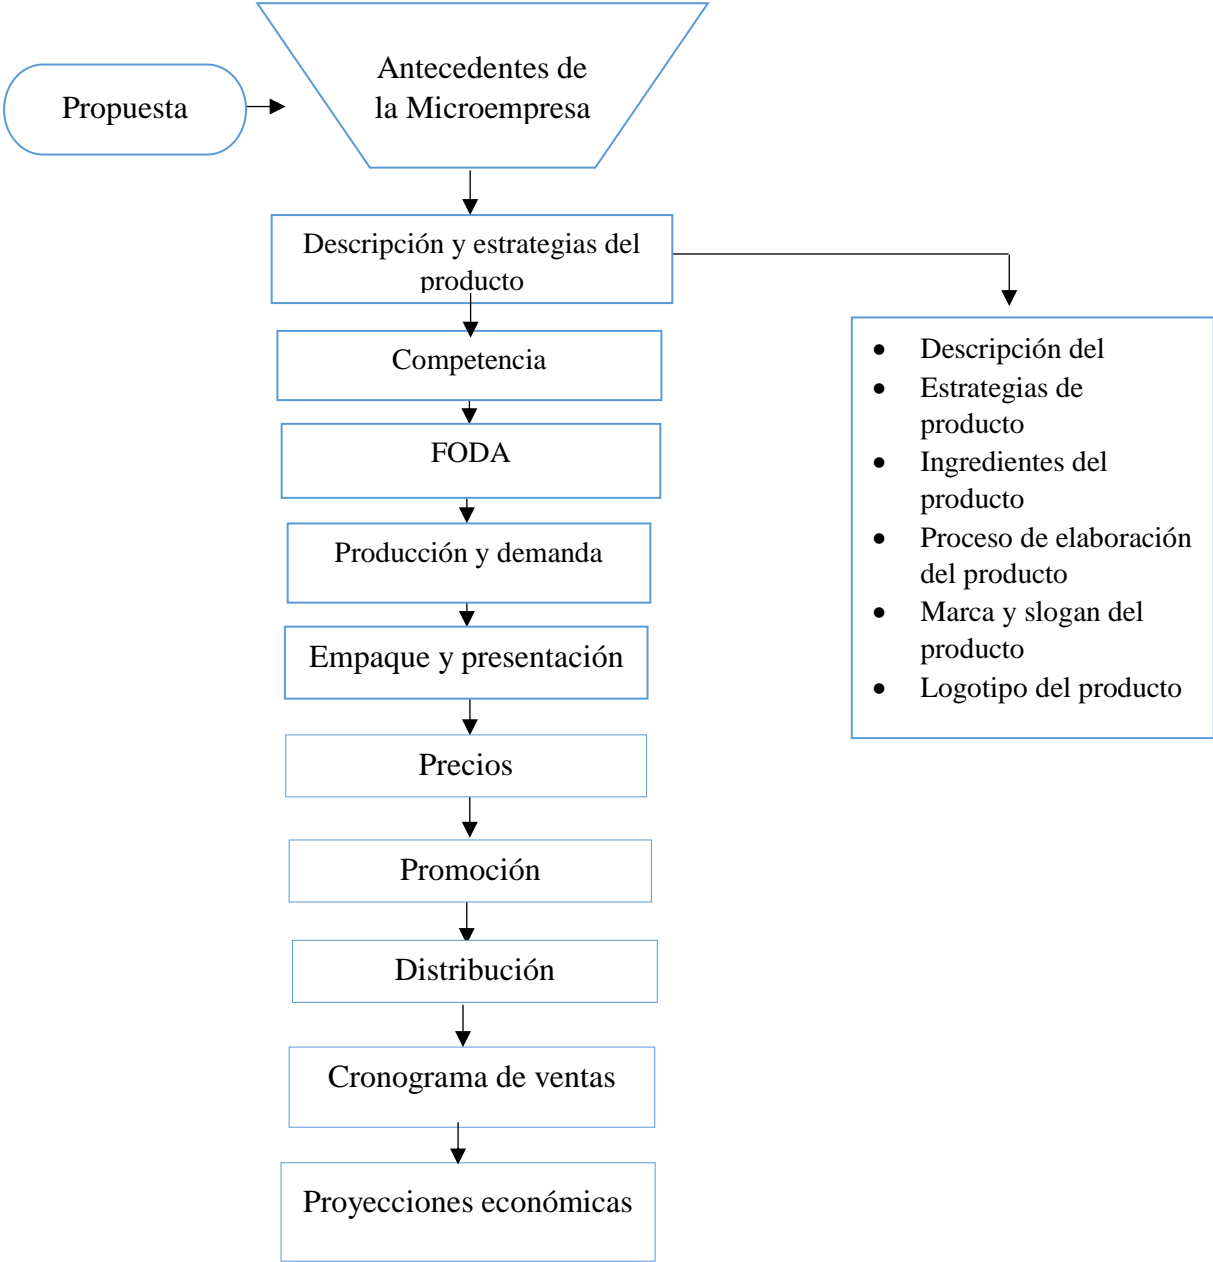 Propuesta
Antecedentes de
la Microempresa
Descripción y estrategias del
producto
Competencia
FODA
Producción y demanda
Empaque y presentación
Precios
Promoción
Distribución
Cronograma de ventas
Proyecciones económicas
• Descripción del
• Estrategias de
producto
• Ingredientes del
producto
• Proceso de elaboración
del producto
• Marca y slogan del
producto
• Logotipo del producto